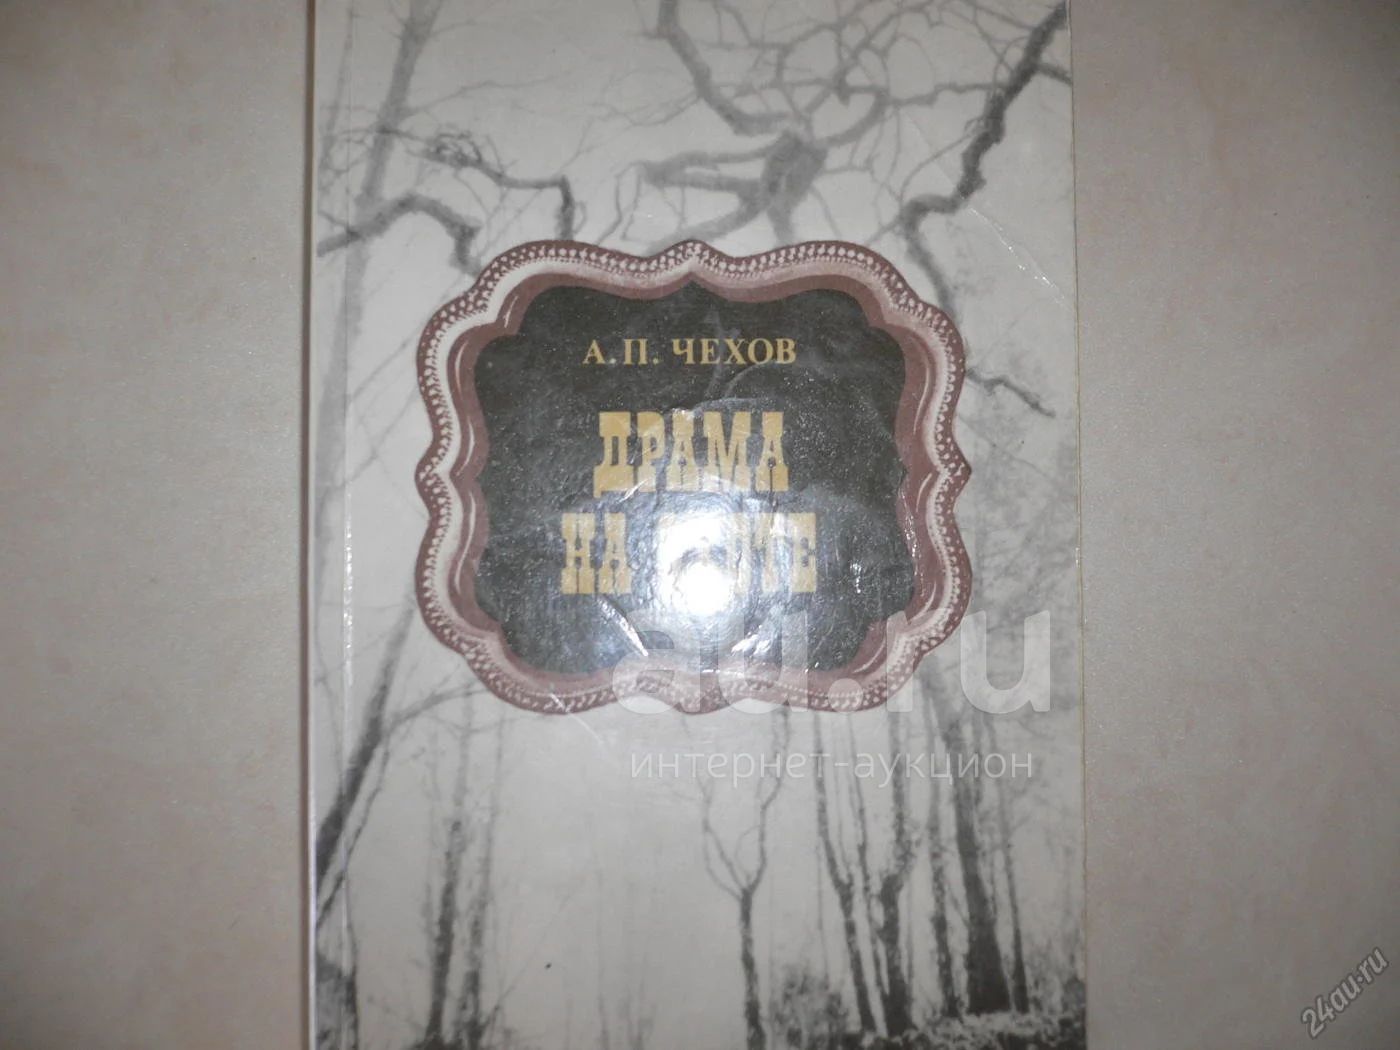 А. П. ЧЕХОВ
ДРАМА
НА
au.ru
интернет-аукцион
24au.ru